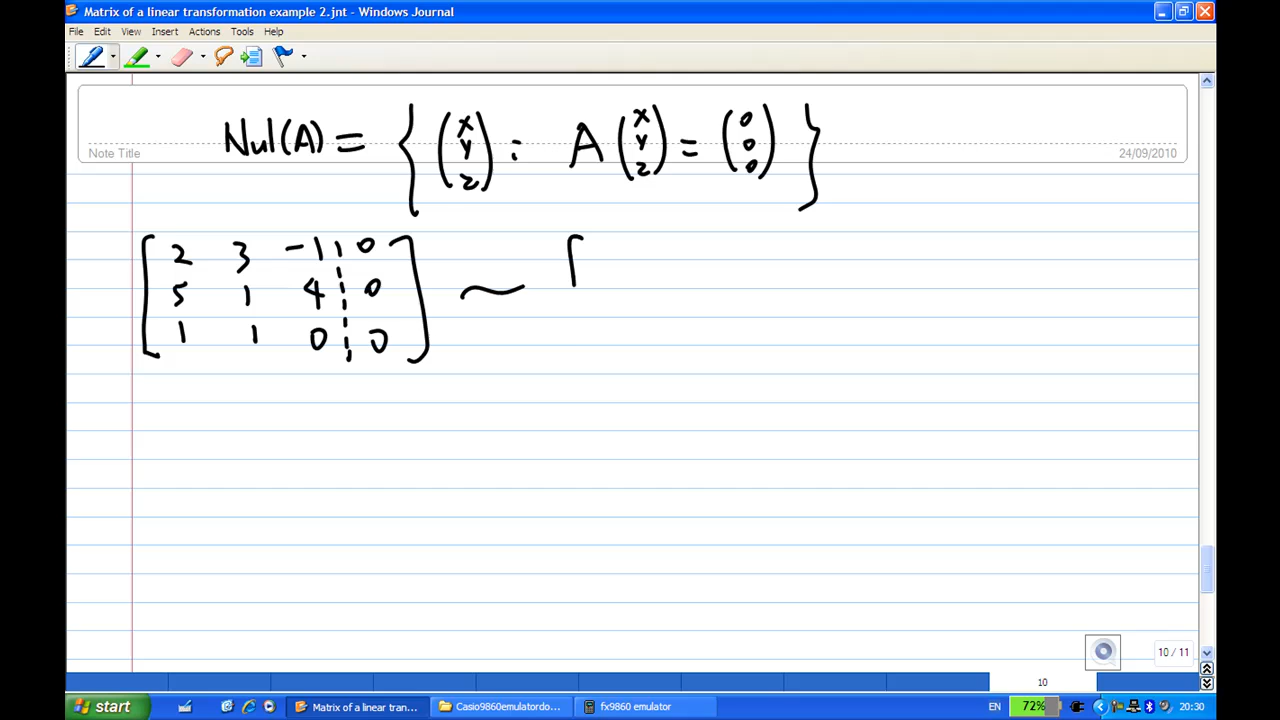 Matrix of a linear transformation example 2.jnt - Windows Journal
File Edit View Insert Actions Tools Help
Nul(A) = { (x y z) : A (x y z) = (0 0 0) }
Note Title
24/09/2010
[ 2 3 -1 ¦ 0
5 1 4 ¦ 0
1 1 0 ¦ 0 ] ~ [
10 / 11
10
start Matrix of a linear tran... Casio9860emulatordo... fx9860 emulator EN 72% 20:30